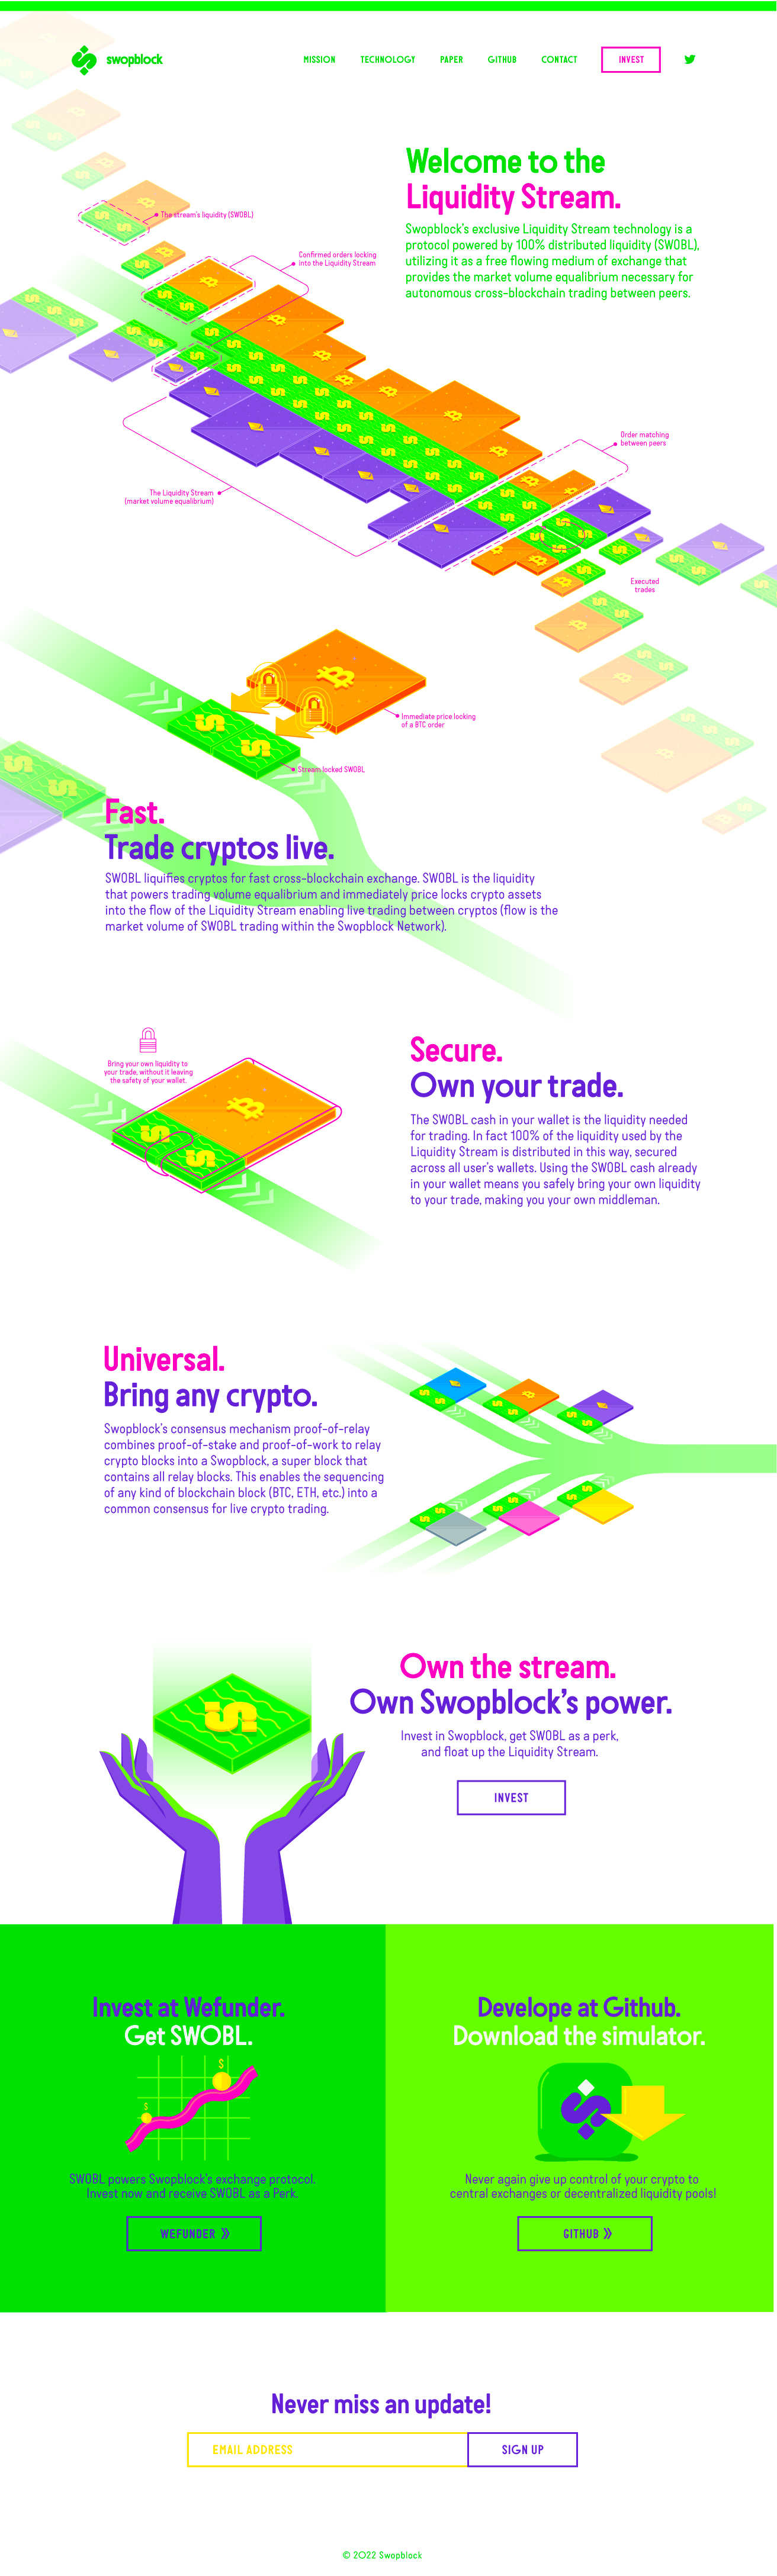 swopblock
MISSION TECHNOLOGY PAPER GITHUB CONTACT INVEST
Welcome to the
Liquidity Stream.
Swopblock's exclusive Liquidity Stream technology is a
protocol powered by 100% distributed liquidity (SWOBL),
utilizing it as a free flowing medium of exchange that
provides the market volume equilibrium necessary for
autonomous cross-blockchain trading between peers.
The stream's liquidity (SWOBL)
Confirmed orders locking
into the Liquidity Stream
Order matching
between peers
The Liquidity Stream
(market volume equalibrium)
Executed
trades
Immediate price locking
of a BTC order
Stream locked SWOBL
Fast.
Trade cryptos live.
SWOBL liquifies cryptos for fast cross-blockchain exchange. SWOBL is the liquidity
that powers trading volume equalibrium and immediately price locks crypto assets
into the flow of the Liquidity Stream enabling live trading between cryptos (flow is the
market volume of SWOBL trading within the Swopblock Network).
Bring your own liquidity to
your trade, without it leaving
the safety of your wallet.
Secure.
Own your trade.
The SWOBL cash in your wallet is the liquidity needed
for trading. In fact 100% of the liquidity used by the
Liquidity Stream is distributed in this way, secured
across all user's wallets. Using the SWOBL cash already
in your wallet means you safely bring your own liquidity
to your trade, making you your own middleman.
Universal.
Bring any crypto.
Swopblock's consensus mechanism proof-of-relay
combines proof-of-stake and proof-of-work to relay
crypto blocks into a Swopblock, a super block that
contains all relay blocks. This enables the sequencing
of any kind of blockchain block (BTC, ETH, etc.) into a
common consensus for live crypto trading.
Own the stream.
Own Swopblock's power.
Invest in Swopblock, get SWOBL as a perk,
and float up the Liquidity Stream.
INVEST
Invest at Wefunder.
Get SWOBL.
$
$
SWOBL powers Swopblock's exchange protocol.
Invest now and receive SWOBL as a Perk.
WEFUNDER »
Develope at Github.
Download the simulator.
Never again give up control of your crypto to
central exchanges or decentralized liquidity pools!
GITHUB »
Never miss an update!
EMAIL ADDRESS
SIGN UP
© 2022 Swopblock